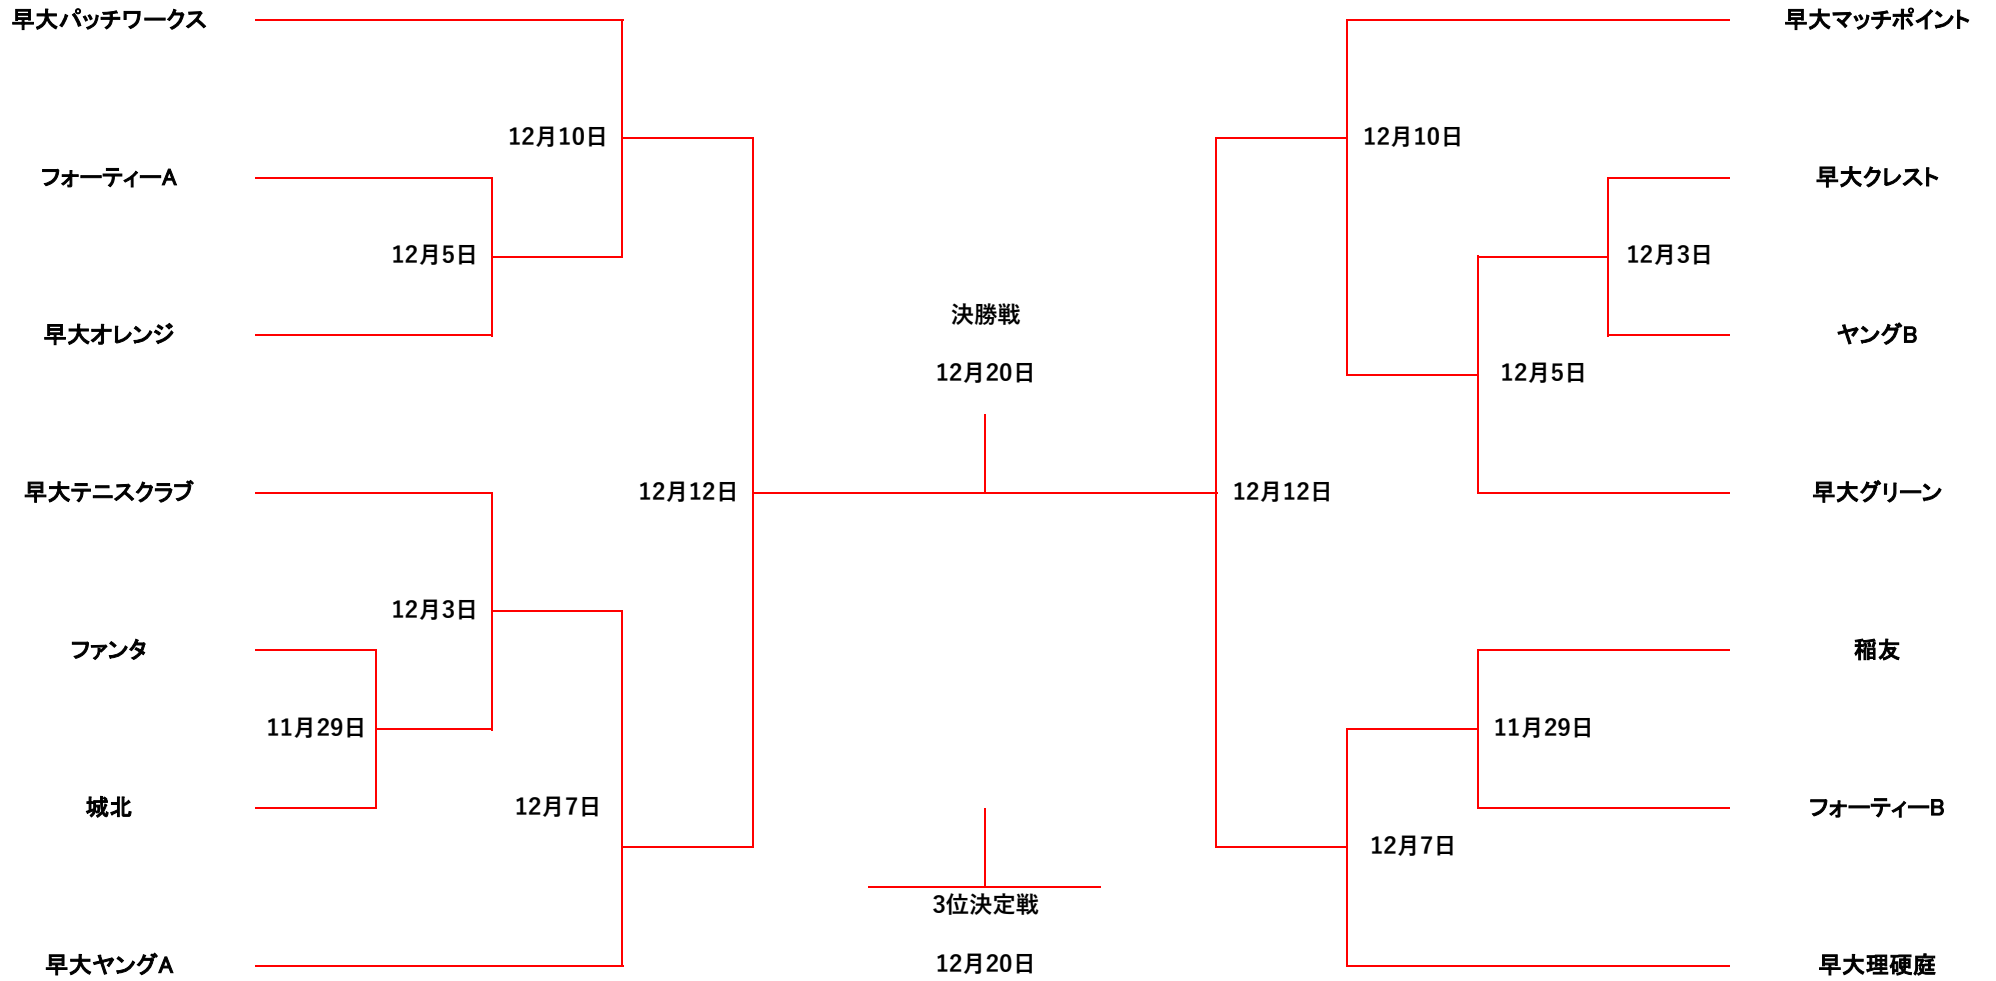 早大パッチワークス
早大マッチポイント
12月10日
12月10日
フォーティーA
早大クレスト
12月5日
12月3日
決勝戦
早大オレンジ
ヤングB
12月20日
12月5日
早大テニスクラブ
12月12日
12月12日
早大グリーン
12月3日
ファンタ
稲友
11月29日
11月29日
城北
12月7日
フォーティーB
12月7日
3位決定戦
早大ヤングA
12月20日
早大理硬庭